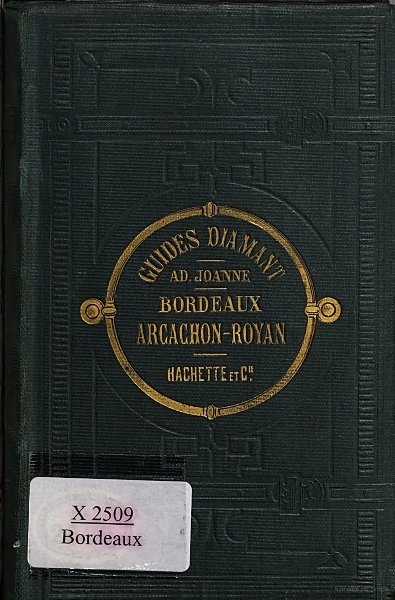 GUIDES DIAMANT
AD. JOANNE
BORDEAUX
ARCACHON-ROYAN
HACHETTE ET CIE
X 2509
Bordeaux